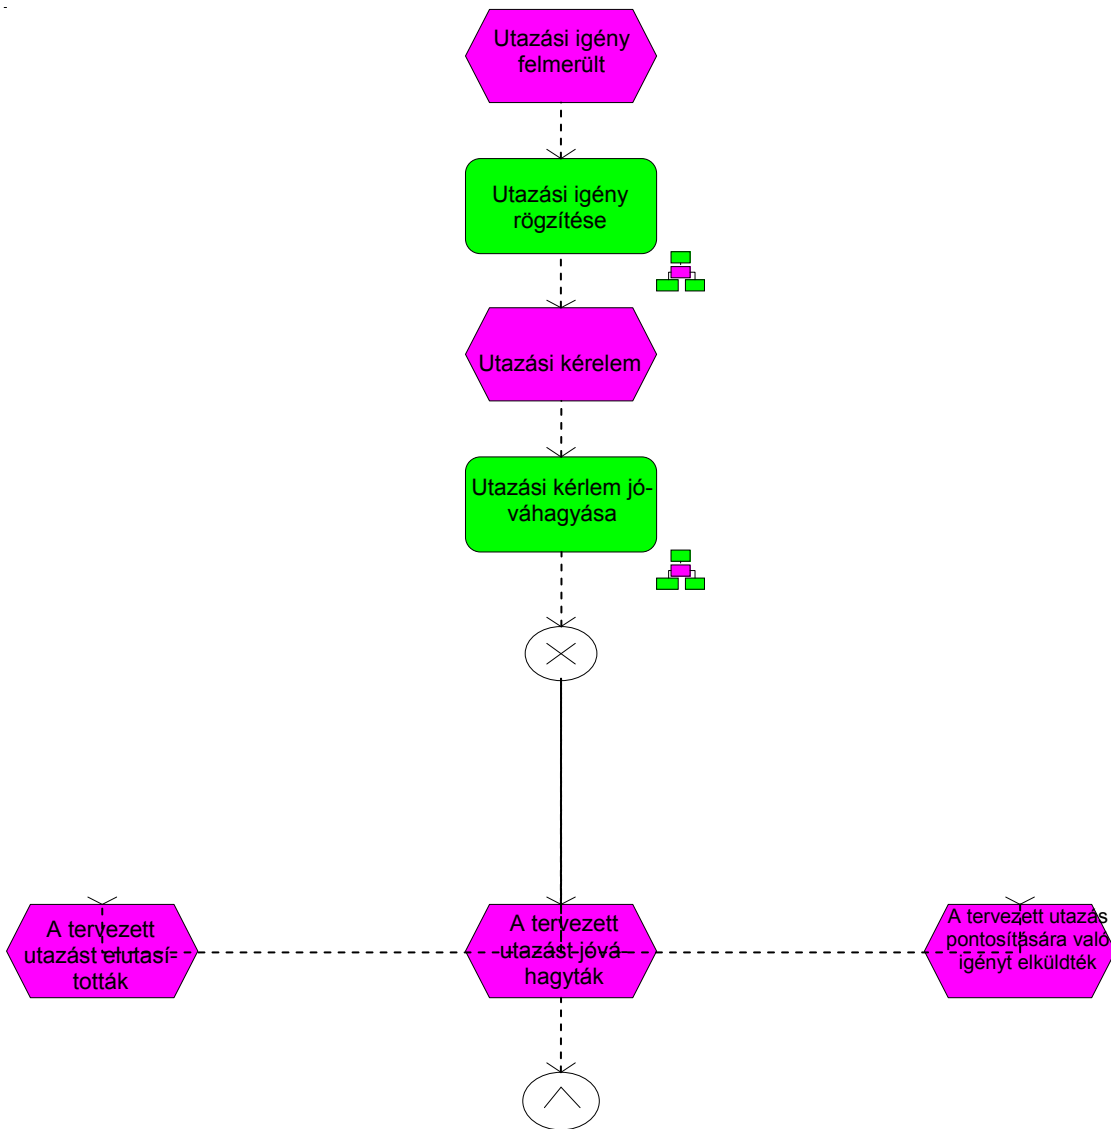 Utazási igény
felmerült
Utazási igény
rögzítése
Utazási kérelem
Utazási kérlem jó-
váhagyása
A tervezett
utazást elutasí-
tották
A tervezett
utazást jóvá
hagyták
A tervezett utazás
pontosítására való
igényt elküldték